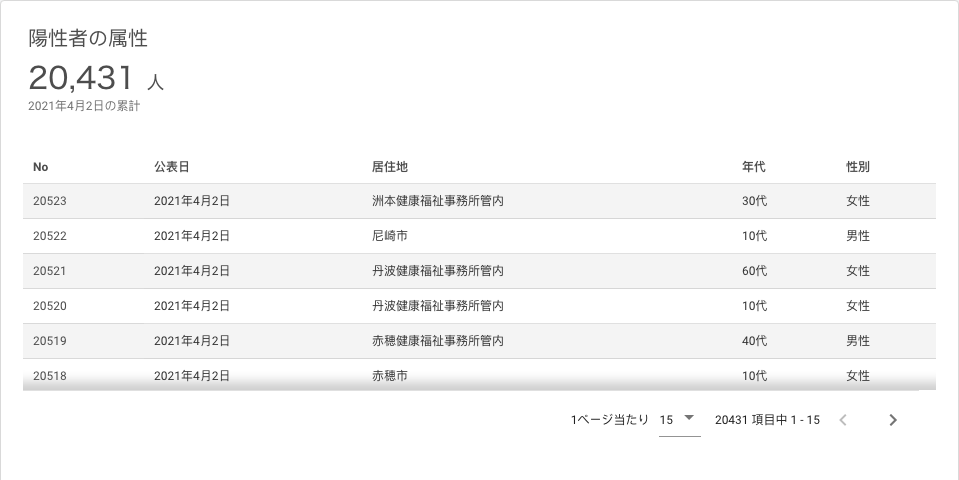 陽性者の属性
20,431 人
2021年4月2日の累計
No 公表日 居住地 年代 性別
20523 2021年4月2日 洲本健康福祉事務所管内 30代 女性
20522 2021年4月2日 尼崎市 10代 男性
20521 2021年4月2日 丹波健康福祉事務所管内 60代 女性
20520 2021年4月2日 丹波健康福祉事務所管内 10代 女性
20519 2021年4月2日 赤穂健康福祉事務所管内 40代 男性
20518 2021年4月2日 赤穂市 10代 女性
1ページ当たり 15 20431 項目中 1 - 15